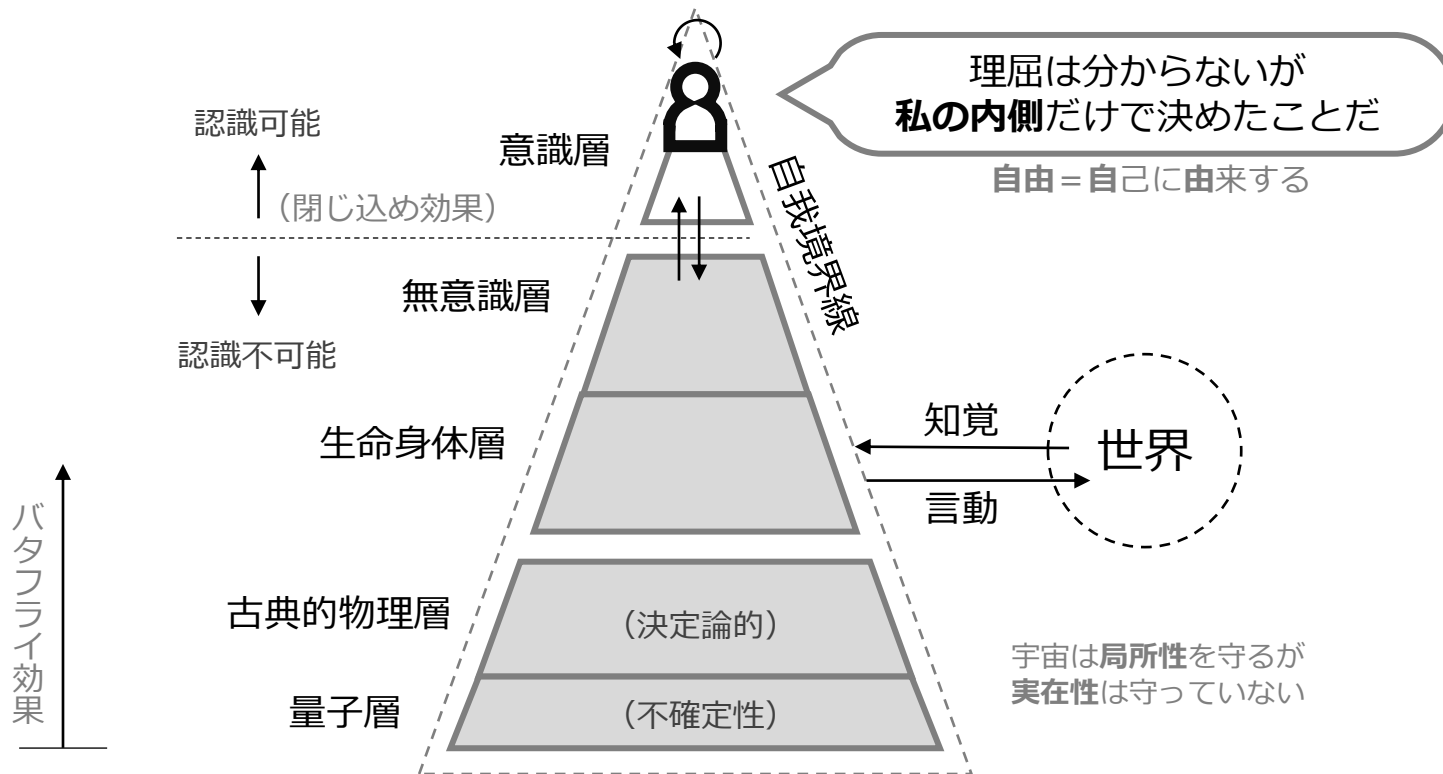 理屈は分からないが
私の内側だけで決めたことだ
自由=自己に由来する
認識可能
意識層
(閉じ込め効果)
自我境界線
無意識層
認識不可能
生命身体層
知覚
世界
言動
バタフライ効果
古典的物理層
(決定論的)
宇宙は局所性を守るが
実在性は守っていない
量子層
(不確定性)